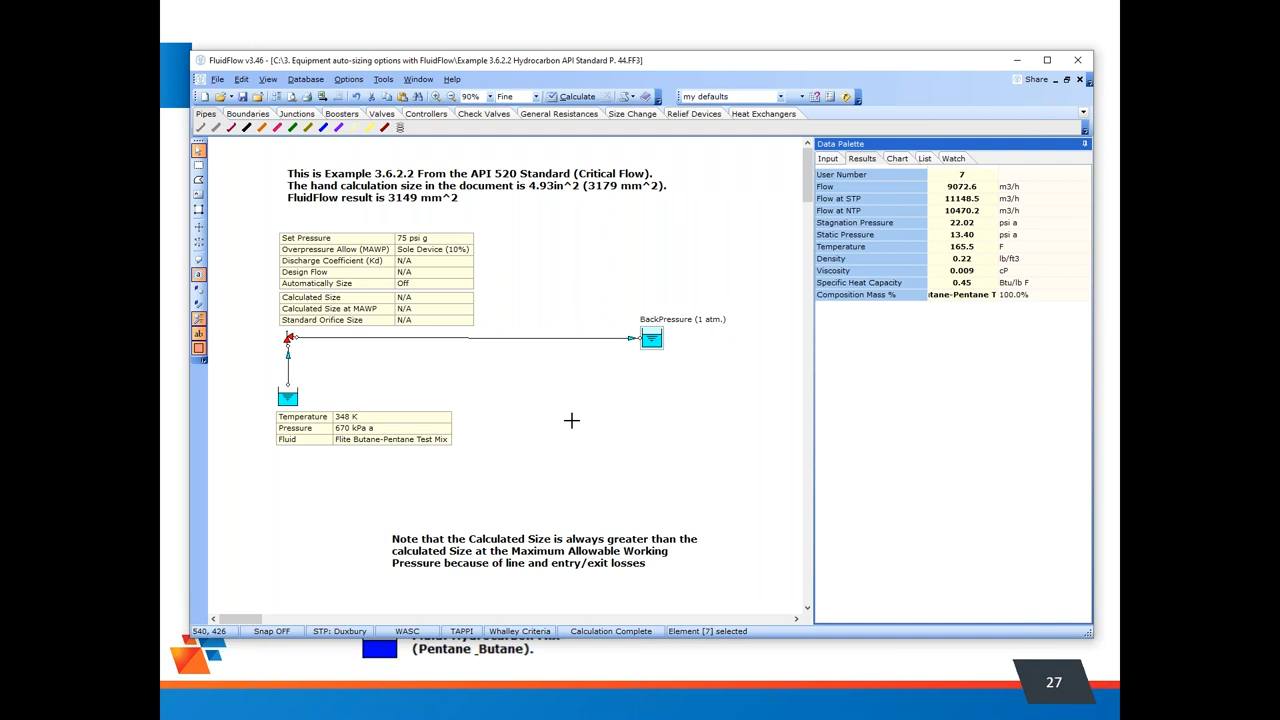 FluidFlow v3.46 - [C:\3. Equipment auto-sizing options with FluidFlow\Example 3.6.2.2 Hydrocarbon API Standard P. 44.FF3]
File Edit View Database Options Tools Window Help Share
90% Fine Calculate my defaults
Pipes Boundaries Junctions Boosters Valves Controllers Check Valves General Resistances Size Change Relief Devices Heat Exchangers
This is Example 3.6.2.2 From the API 520 Standard (Critical Flow).
The hand calculation size in the document is 4.93in^2 (3179 mm^2).
FluidFlow result is 3149 mm^2
Set Pressure 75 psi g
Overpressure Allow (MAWP) Sole Device (10%)
Discharge Coefficient (Kd) N/A
Design Flow N/A
Automatically Size Off
Calculated Size N/A
Calculated Size at MAWP N/A
Standard Orifice Size N/A
BackPressure (1 atm.)
Temperature 348 K
Pressure 670 kPa a
Fluid Flite Butane-Pentane Test Mix
Note that the Calculated Size is always greater than the
calculated Size at the Maximum Allowable Working
Pressure because of line and entry/exit losses
Data Palette
Input Results Chart List Watch
User Number 7
Flow 9072.6 m3/h
Flow at STP 11148.5 m3/h
Flow at NTP 10470.2 m3/h
Stagnation Pressure 22.02 psi a
Static Pressure 13.40 psi a
Temperature 165.5 F
Density 0.22 lb/ft3
Viscosity 0.009 cP
Specific Heat Capacity 0.45 Btu/lb F
Composition Mass % tane-Pentane T 100.0%
540, 426 Snap OFF STP: Duxbury WASC TAPPI Whalley Criteria Calculation Complete Element [7] selected
(Pentane _Butane).
27